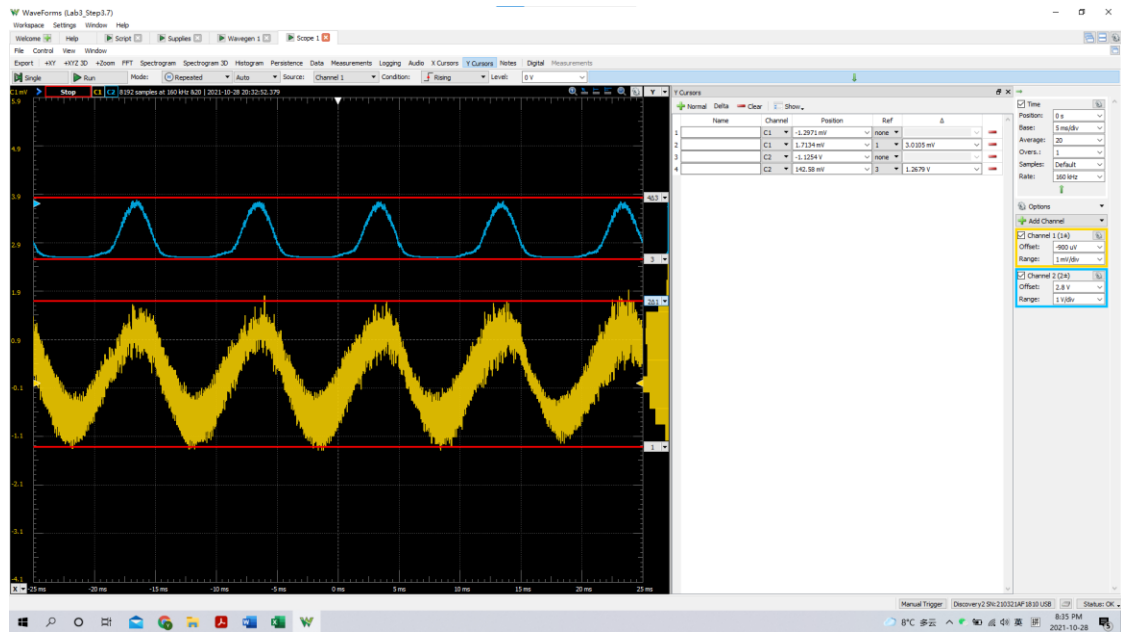 WaveForms (Lab3_Step3.7)
Workspace Settings Window Help
Welcome Help Script Supplies Wavegen 1 Scope 1
File Control View Window
Export +XY +XYZ 3D +Zoom FFT Spectrogram Spectrogram 3D Histogram Persistence Data Measurements Logging Audio X Cursors Y Cursors Notes Digital Measurements
Single Run Mode: Repeated Auto Source: Channel 1 Condition: Rising Level: 0 V
C1 mV Stop C1 C2 8192 samples at 160 kHz | 2021-10-28 20:32:52.379 Y
5.9
4.9
3.9
2.9
1.9
0.9
-0.1
-1.1
-2.1
-3.1
-4.1
3
1
X -25 ms -20 ms -15 ms -10 ms -5 ms 0 ms 5 ms 10 ms 15 ms 20 ms 25 ms
Y Cursors
Normal Delta Clear Show
Name Channel Position Ref Δ
1 C1 -1.2971 mV none
2 C1 1.7134 mV 1 3.0105 mV
3 C2 -1.1254 V none
4 C2 142.58 mV 3 1.2679 V
Time
Position: 0 s
Base: 5 ms/div
Average: 20
Overs.: 1
Samples: Default
Rate: 160 kHz
Options
Add Channel
Channel 1 (1±)
Offset: -900 uV
Range: 1 mV/div
Channel 2 (2±)
Offset: 2.8 V
Range: 1 V/div
Manual Trigger Discovery2 SN:210321AF1810 USB Status: OK
8°C 多云 英 8:35 PM
2021-10-28